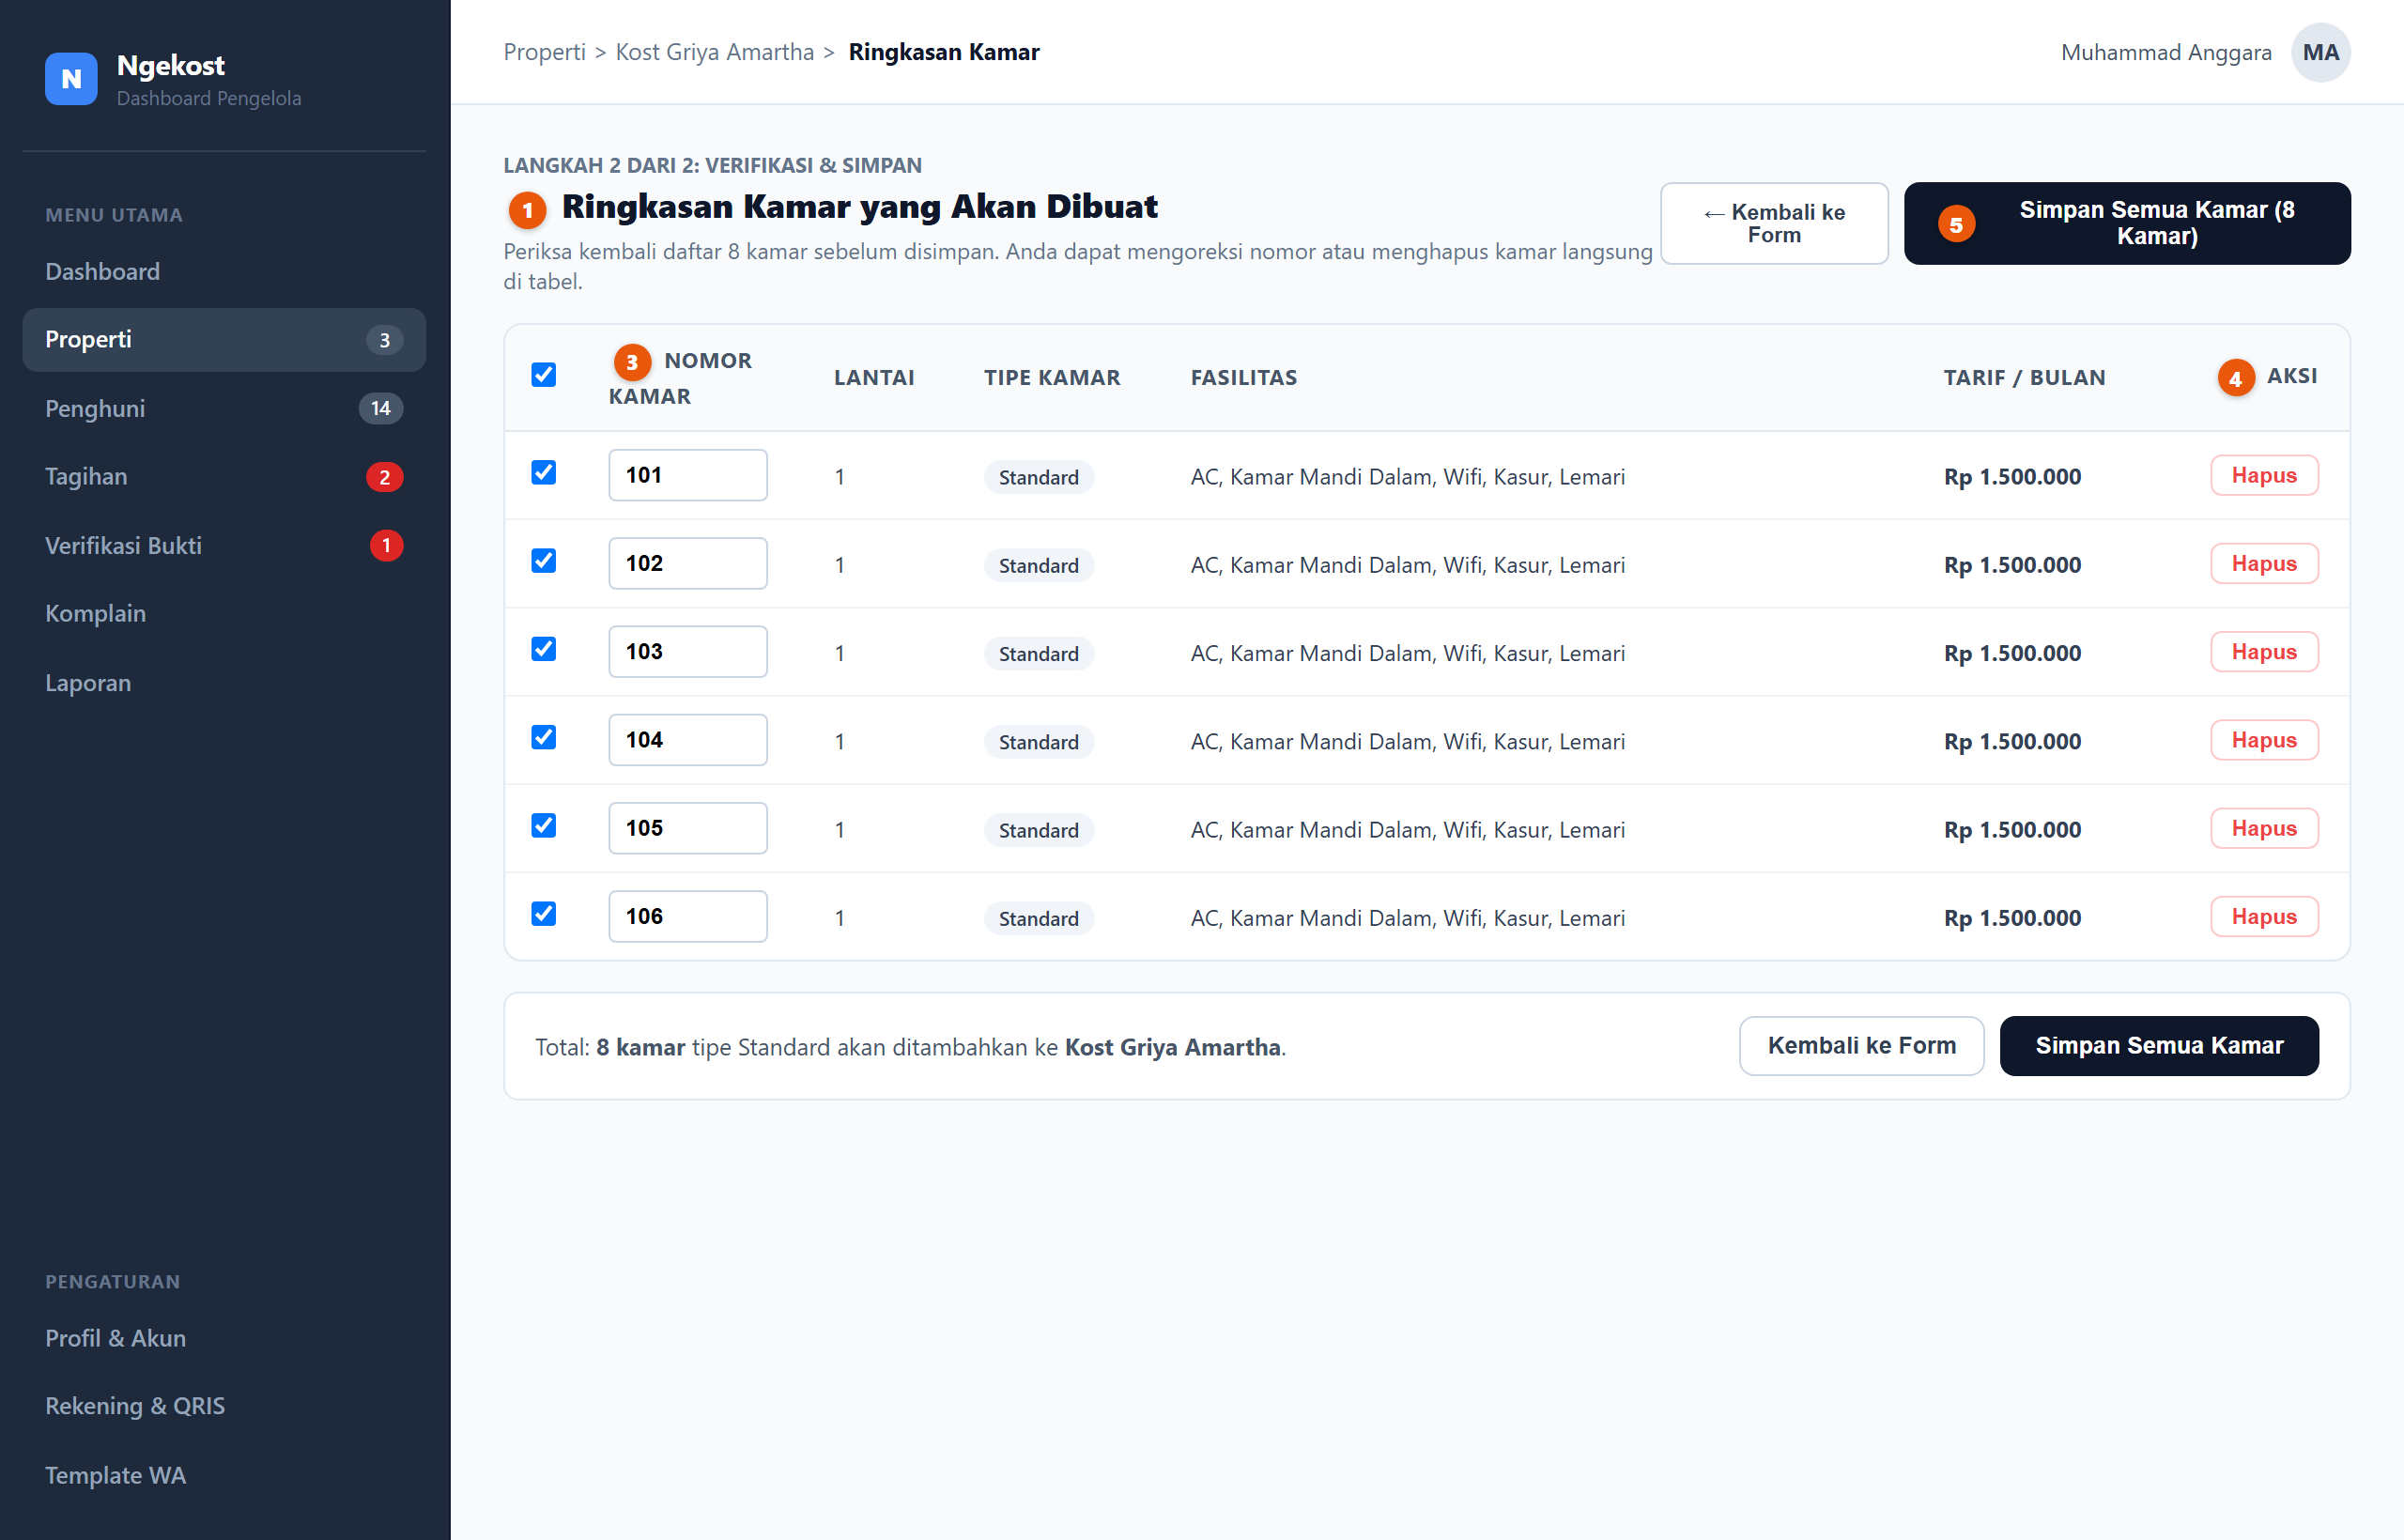 N
Ngekost
Dashboard Pengelola
MENU UTAMA
Dashboard
Properti 3
Penghuni 14
Tagihan 2
Verifikasi Bukti 1
Komplain
Laporan
PENGATURAN
Profil & Akun
Rekening & QRIS
Template WA
Properti > Kost Griya Amartha > Ringkasan Kamar
Muhammad Anggara MA
LANGKAH 2 DARI 2: VERIFIKASI & SIMPAN
1 Ringkasan Kamar yang Akan Dibuat
Periksa kembali daftar 8 kamar sebelum disimpan. Anda dapat mengoreksi nomor atau menghapus kamar langsung
di tabel.
← Kembali ke
Form
5 Simpan Semua Kamar (8
Kamar)
3 NOMOR
KAMAR
LANTAI
TIPE KAMAR
FASILITAS
TARIF / BULAN
4 AKSI
101 1 Standard AC, Kamar Mandi Dalam, Wifi, Kasur, Lemari Rp 1.500.000 Hapus
102 1 Standard AC, Kamar Mandi Dalam, Wifi, Kasur, Lemari Rp 1.500.000 Hapus
103 1 Standard AC, Kamar Mandi Dalam, Wifi, Kasur, Lemari Rp 1.500.000 Hapus
104 1 Standard AC, Kamar Mandi Dalam, Wifi, Kasur, Lemari Rp 1.500.000 Hapus
105 1 Standard AC, Kamar Mandi Dalam, Wifi, Kasur, Lemari Rp 1.500.000 Hapus
106 1 Standard AC, Kamar Mandi Dalam, Wifi, Kasur, Lemari Rp 1.500.000 Hapus
Total: 8 kamar tipe Standard akan ditambahkan ke Kost Griya Amartha.
Kembali ke Form
Simpan Semua Kamar